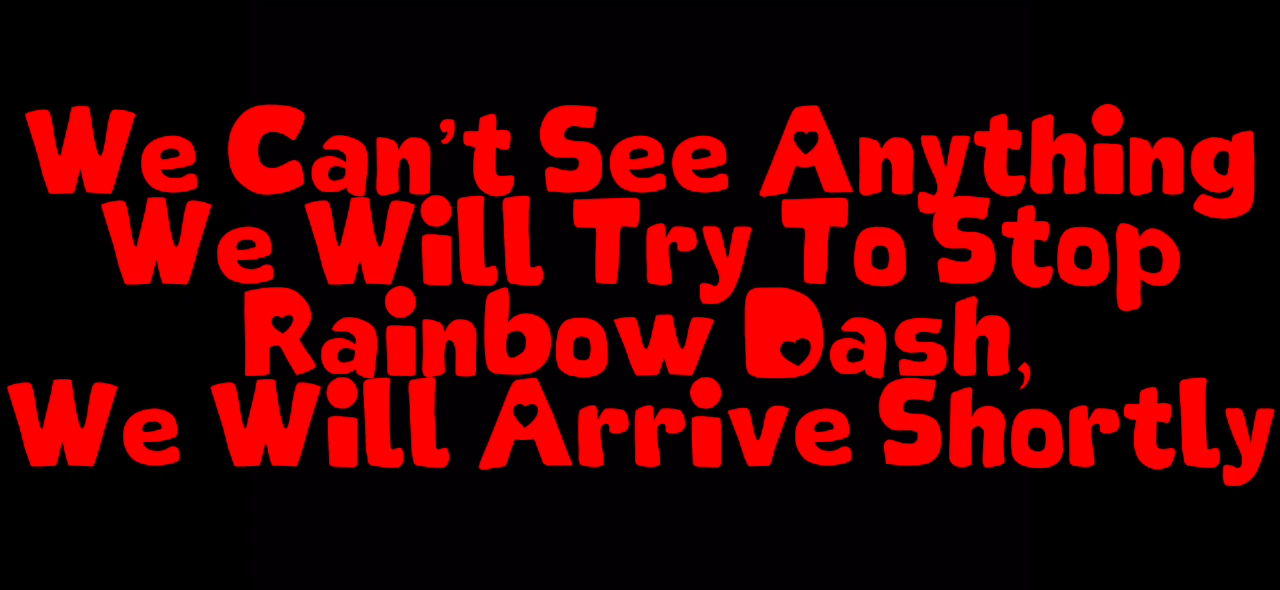 We Can't See Anything
We Will Try To Stop
Rainbow Dash,
We Will Arrive Shortly